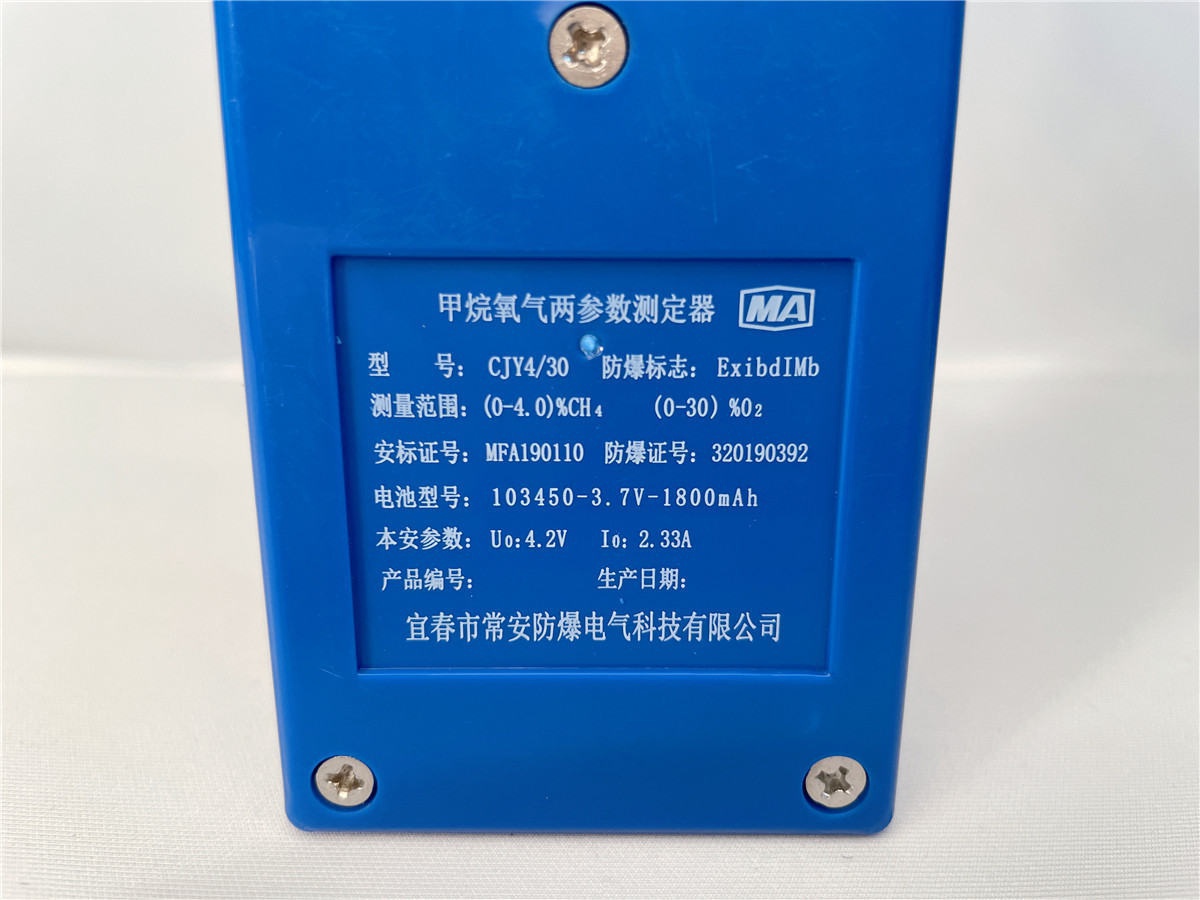 甲烷氧气两参数测定器 MA
型 号: CJY4/30 防爆标志: ExibdIMb
测量范围: (0-4.0)%CH₄ (0-30) %O₂
安标证号: MFA190110 防爆证号: 320190392
电池型号: 103450-3.7V-1800mAh
本安参数: U₀:4.2V I₀: 2.33A
产品编号: 生产日期:
宜春市常安防爆电气科技有限公司